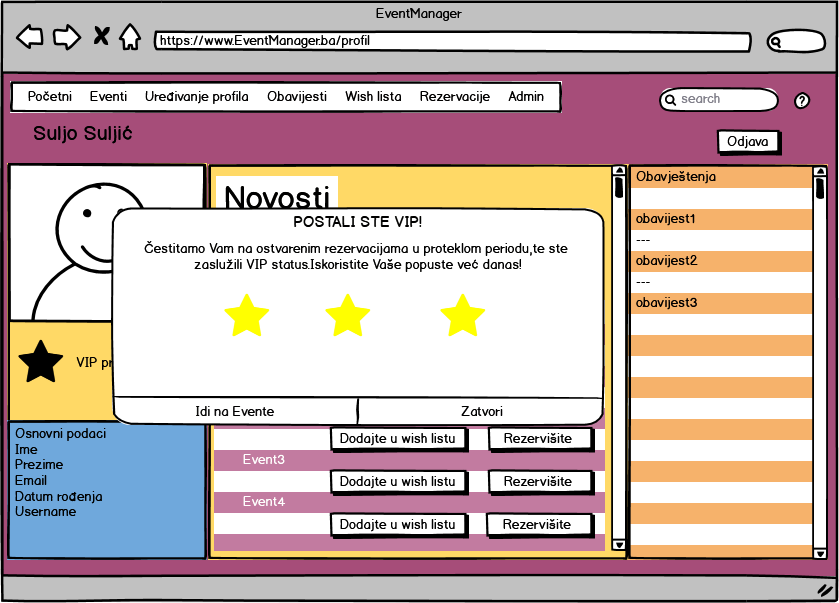 EventManager
https://www.EventManager.ba/profil
Početni Eventi Uređivanje profila Obavijesti Wish lista Rezervacije Admin
search
?
Suljo Suljić
Odjava
Novosti
Obavještenja
obavijest1
---
obavijest2
---
obavijest3
POSTALI STE VIP!
Čestitamo Vam na ostvarenim rezervacijama u proteklom periodu,te ste
zaslužili VIP status.Iskoristite Vaše popuste već danas!
Idi na Evente
Zatvori
VIP pr
Osnovni podaci
Ime
Prezime
Email
Datum rođenja
Username
Dodajte u wish listu Rezervišite
Event3
Dodajte u wish listu Rezervišite
Event4
Dodajte u wish listu Rezervišite